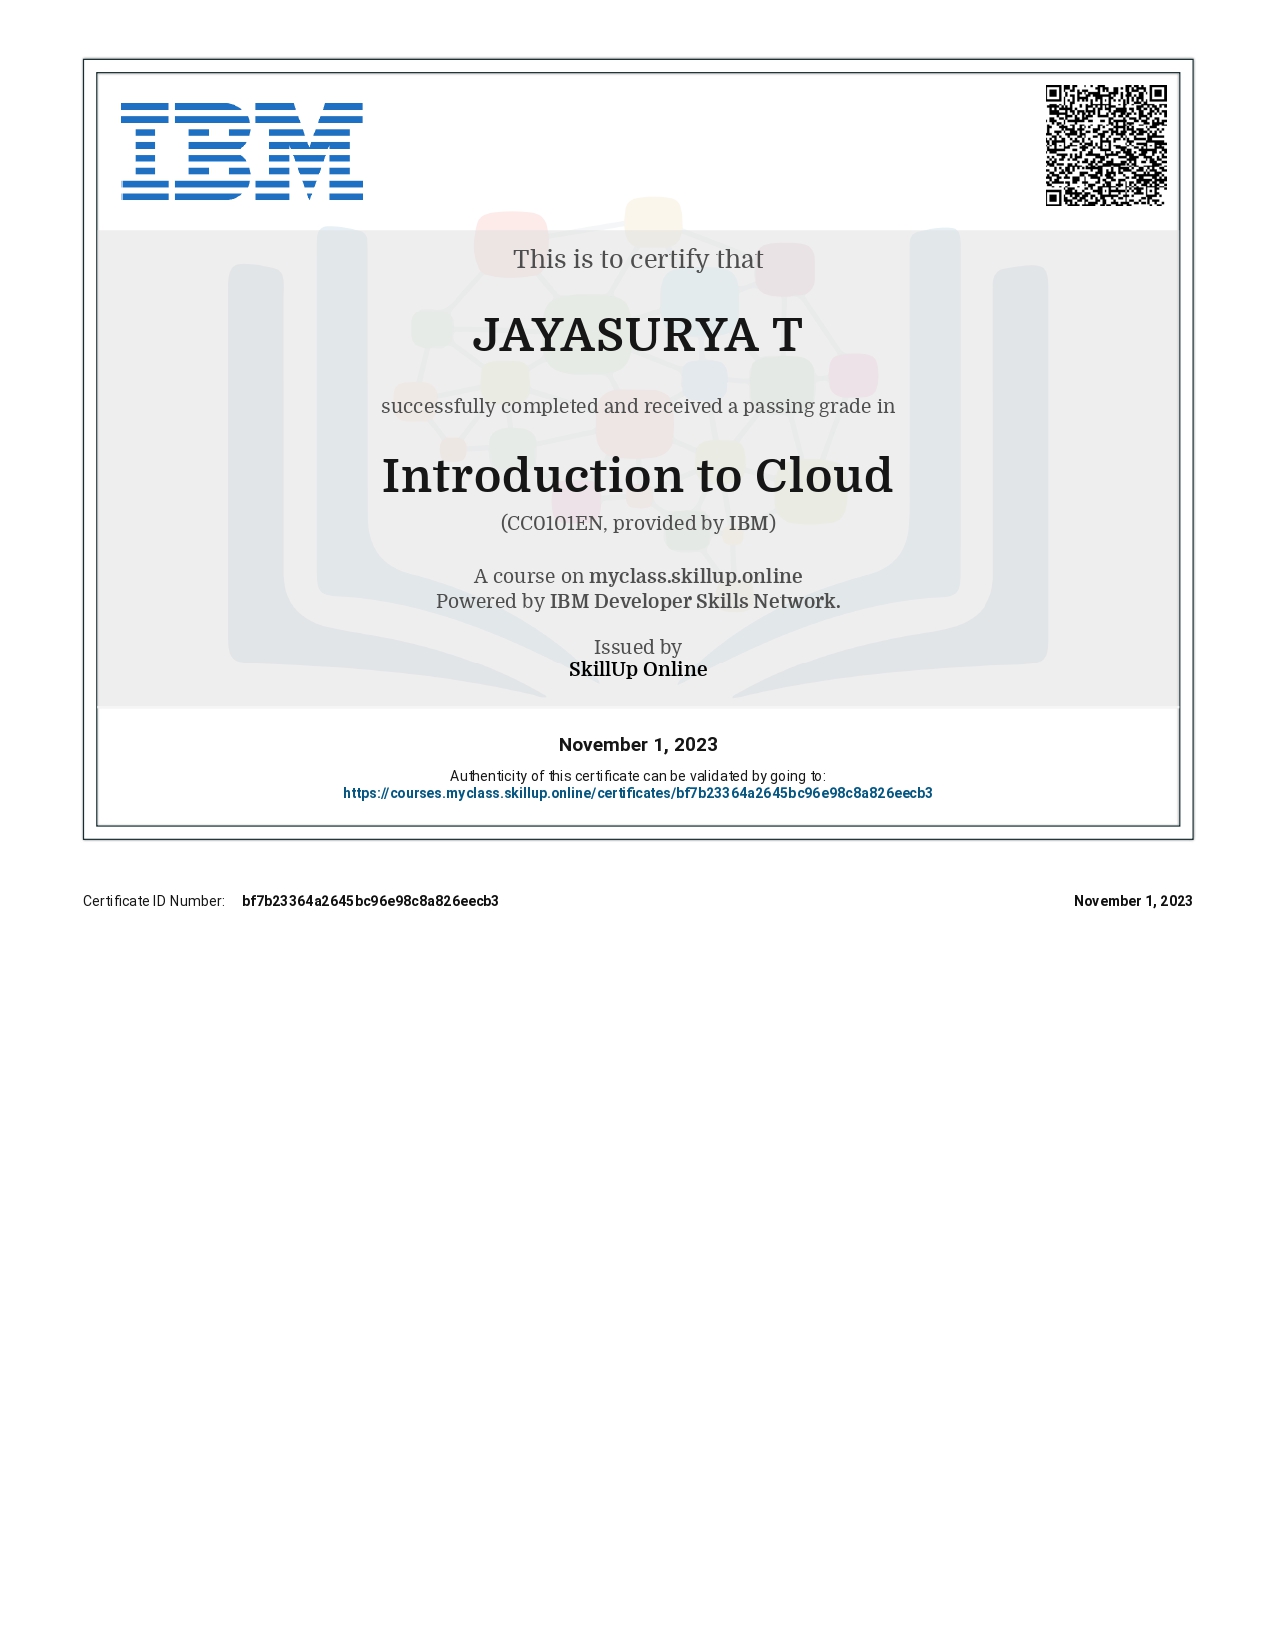 IBM
This is to certify that
JAYASURYA T
successfully completed and received a passing grade in
Introduction to Cloud
(CC0101EN, provided by IBM)
A course on myclass.skillup.online
Powered by IBM Developer Skills Network.
Issued by
SkillUp Online
November 1, 2023
Authenticity of this certificate can be validated by going to:
https://courses.myclass.skillup.online/certificates/bf7b23364a2645bc96e98c8a826eecb3
Certificate ID Number: bf7b23364a2645bc96e98c8a826eecb3 November 1, 2023